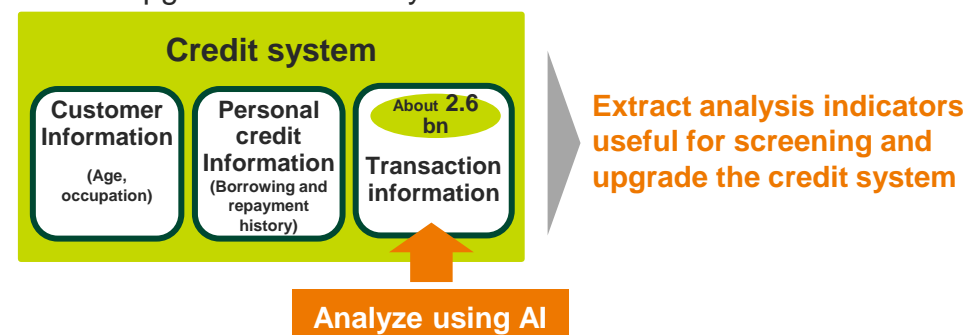 Credit system
Customer
Information
(Age,
occupation)
Personal
credit
Information
(Borrowing and
repayment
history)
About 2.6
bn
Transaction
information
Analyze using AI
Extract analysis indicators
useful for screening and
upgrade the credit system